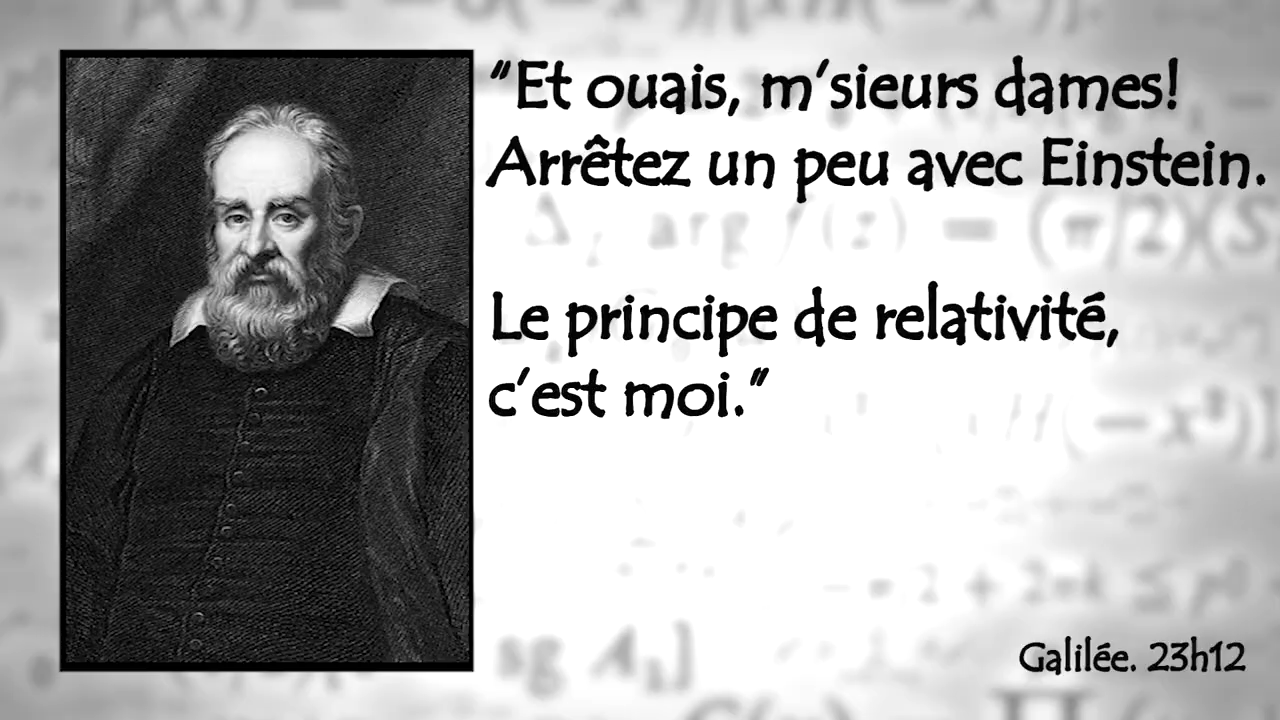 "Et ouais, m'sieurs dames!
Arrêtez un peu avec Einstein.
Le principe de relativité,
c'est moi."
Galilée. 23h12